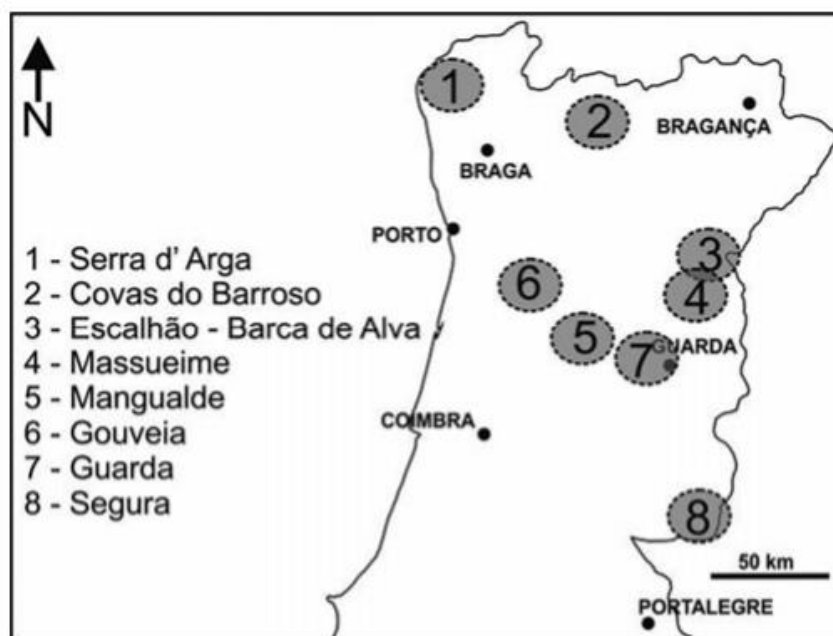 N
1
2
BRAGANÇA
BRAGA
PORTO
3
4
6
5
7
GUARDA
COIMBRA
8
50 km
PORTALEGRE
1 - Serra d' Arga
2 - Covas do Barroso
3 - Escalhão - Barca de Alva
4 - Massueime
5 - Mangualde
6 - Gouveia
7 - Guarda
8 - Segura